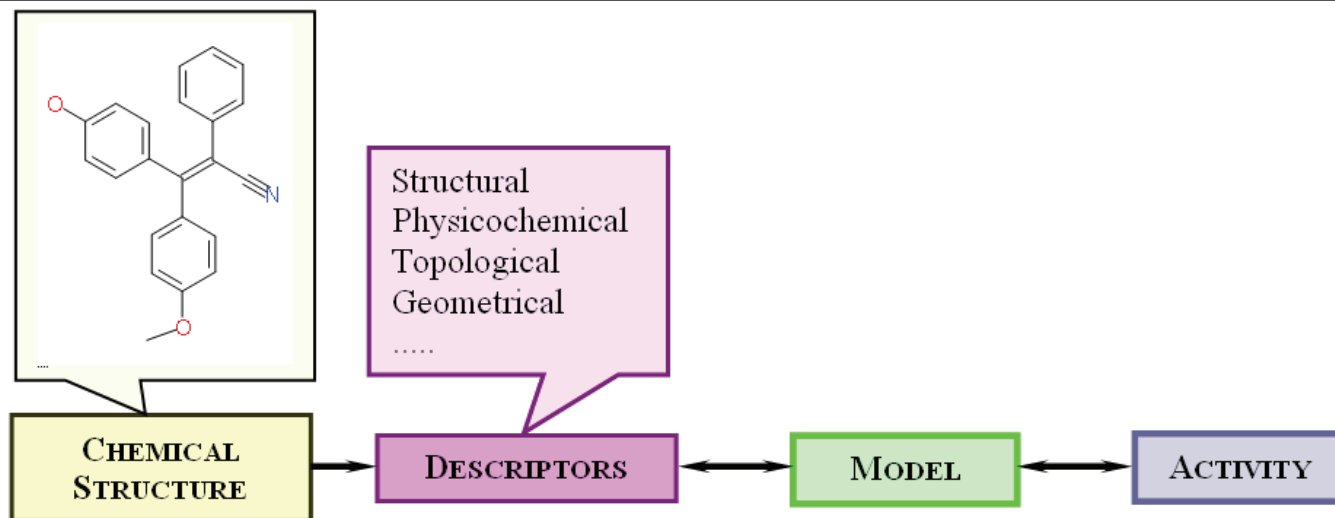 O
N
O
....
Structural
Physicochemical
Topological
Geometrical
.....
CHEMICAL
STRUCTURE
DESCRIPTORS
MODEL
ACTIVITY